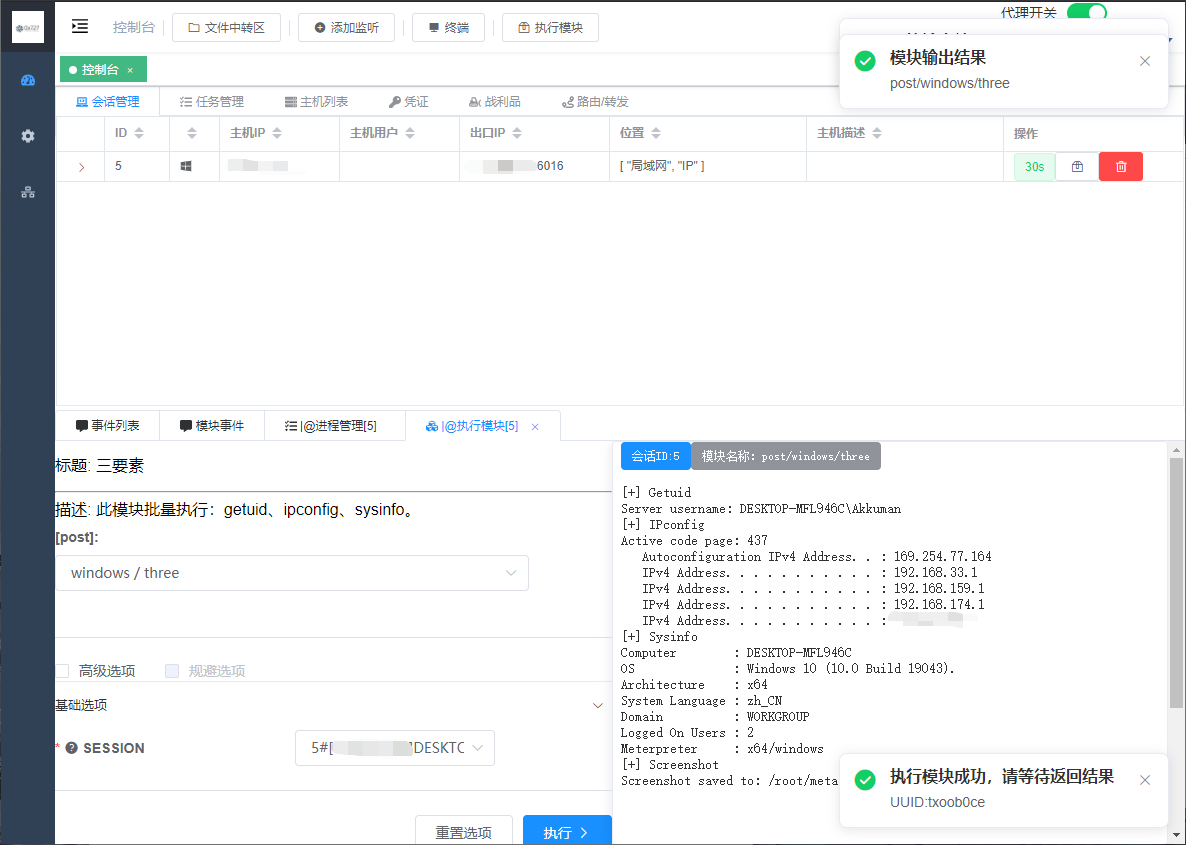 控制台
文件中转区
添加监听
终端
执行模块
代理开关
模块输出结果
post/windows/three
控制台 ×
会话管理
任务管理
主机列表
凭证
战利品
路由/转发
ID
主机IP
主机用户
出口IP
位置
主机描述
操作
5
6016
[ "局域网", "IP" ]
30s
事件列表
模块事件
|@进程管理[5]
|@执行模块[5] ×
标题: 三要素
描述: 此模块批量执行：getuid、ipconfig、sysinfo。
[post]:
windows / three
高级选项
规避选项
基础选项
* SESSION
5#[
]DESKTC
重置选项
执行
会话ID:5
模块名称: post/windows/three
[+] Getuid
Server username: DESKTOP-MFL946C\Akkuman
[+] IPconfig
Active code page: 437
Autoconfiguration IPv4 Address. . : 169.254.77.164
IPv4 Address. . . . . . . . . . . : 192.168.33.1
IPv4 Address. . . . . . . . . . . : 192.168.159.1
IPv4 Address. . . . . . . . . . . : 192.168.174.1
IPv4 Address. . . . . . . . . . . :
[+] Sysinfo
Computer : DESKTOP-MFL946C
OS : Windows 10 (10.0 Build 19043).
Architecture : x64
System Language : zh_CN
Domain : WORKGROUP
Logged On Users : 2
Meterpreter : x64/windows
[+] Screenshot
Screenshot saved to: /root/meta
执行模块成功，请等待返回结果
UUID:txoob0ce